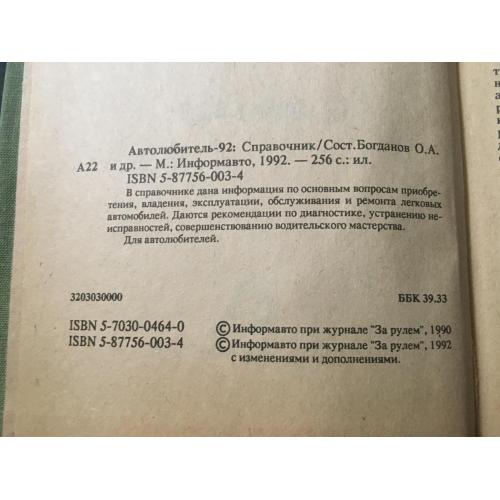 Автолюбитель-92: Справочник/Сост.Богданов О.А.
А22 и др. — М.: Информавто, 1992. — 256 с.: ил.
ISBN 5-87756-003-4
В справочнике дана информация по основным вопросам приобре-
тения, владения, эксплуатации, обслуживания и ремонта легковых
автомобилей. Даются рекомендации по диагностике, устранению не-
исправностей, совершенствованию водительского мастерства.
Для автолюбителей.
3203030000
ББК 39.33
ISBN 5-7030-0464-0
ISBN 5-87756-003-4
© Информавто при журнале "За рулем", 1990
© Информавто при журнале "За рулем", 1992
с изменениями и дополнениями.